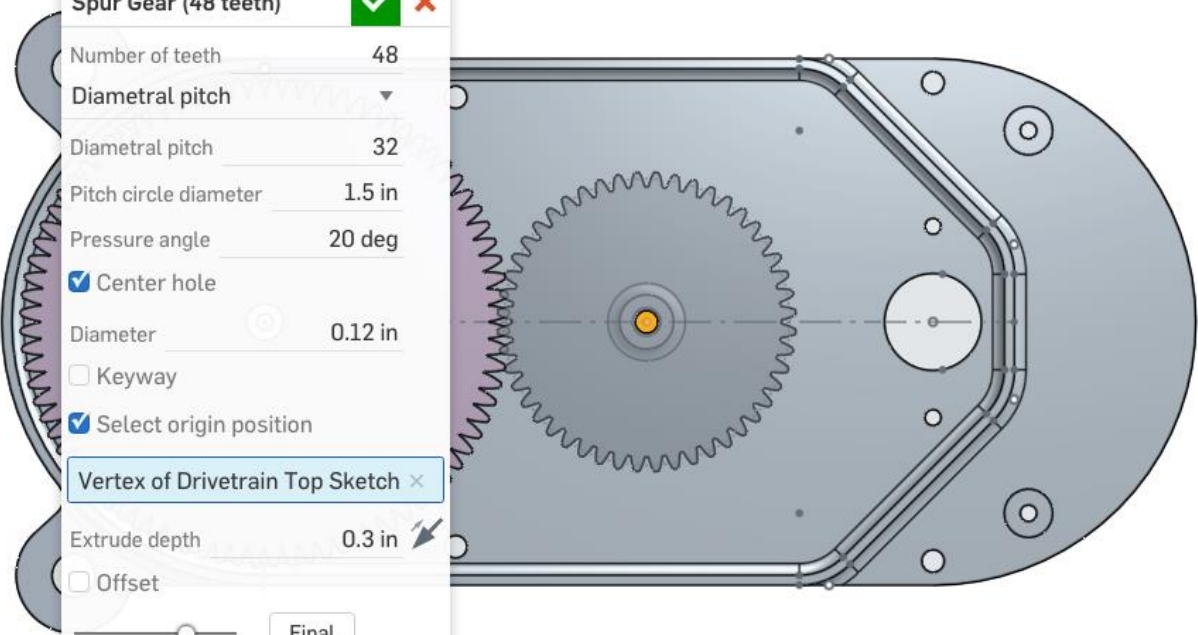 Spur Gear (48 teeth)
Number of teeth 48
Diametral pitch
Diametral pitch 32
Pitch circle diameter 1.5 in
Pressure angle 20 deg
Center hole
Diameter 0.12 in
Keyway
Select origin position
Vertex of Drivetrain Top Sketch
Extrude depth 0.3 in
Offset
Final